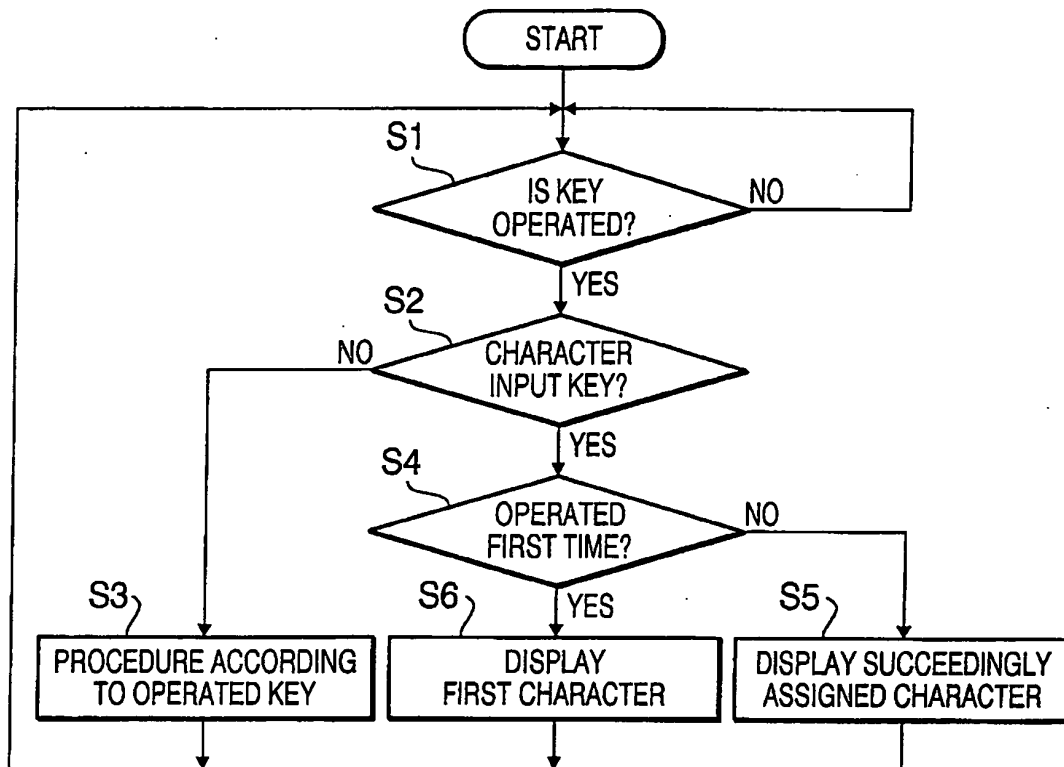 START
S1
IS KEY
OPERATED?
NO
YES
S2
NO
CHARACTER
INPUT KEY?
YES
S4
OPERATED
FIRST TIME?
NO
YES
S3
PROCEDURE ACCORDING
TO OPERATED KEY
S6
DISPLAY
FIRST CHARACTER
S5
DISPLAY SUCCEEDINGLY
ASSIGNED CHARACTER